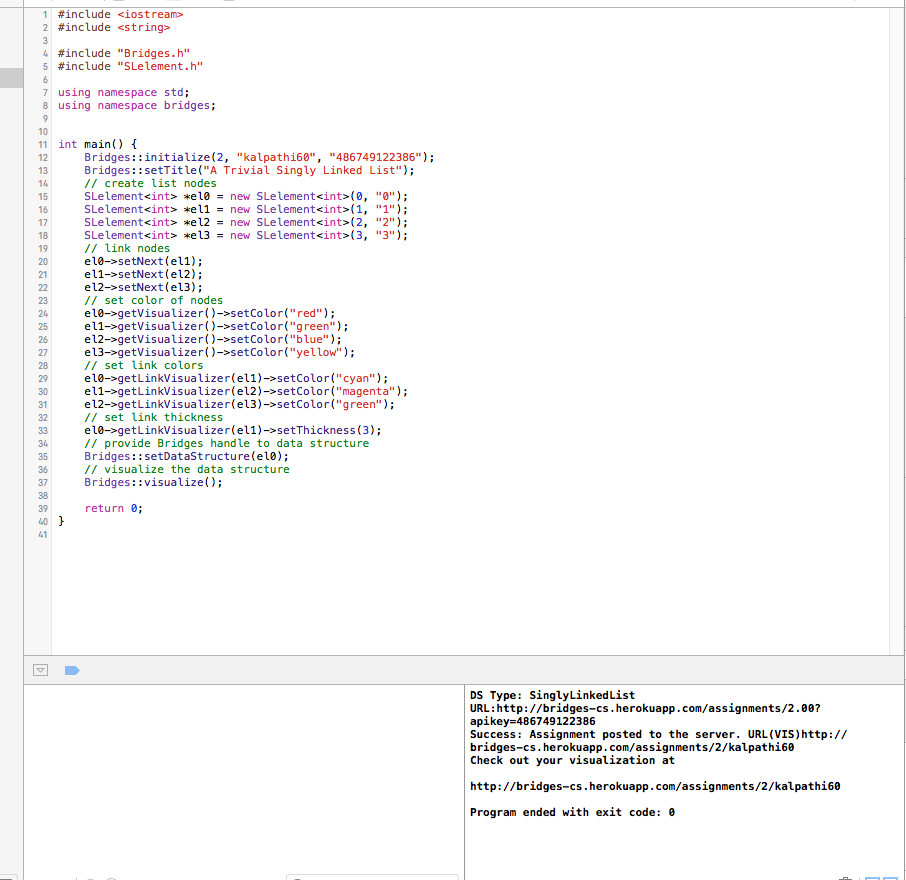 1 #include <iostream>
2 #include <string>
3
4 #include "Bridges.h"
5 #include "SLelement.h"
6
7 using namespace std;
8 using namespace bridges;
9
10
11 int main() {
12     Bridges::initialize(2, "kalpathi60", "486749122386");
13     Bridges::setTitle("A Trivial Singly Linked List");
14     // create list nodes
15     SLelement<int> *el0 = new SLelement<int>(0, "0");
16     SLelement<int> *el1 = new SLelement<int>(1, "1");
17     SLelement<int> *el2 = new SLelement<int>(2, "2");
18     SLelement<int> *el3 = new SLelement<int>(3, "3");
19     // link nodes
20     el0->setNext(el1);
21     el1->setNext(el2);
22     el2->setNext(el3);
23     // set color of nodes
24     el0->getVisualizer()->setColor("red");
25     el1->getVisualizer()->setColor("green");
26     el2->getVisualizer()->setColor("blue");
27     el3->getVisualizer()->setColor("yellow");
28     // set link colors
29     el0->getLinkVisualizer(el1)->setColor("cyan");
30     el1->getLinkVisualizer(el2)->setColor("magenta");
31     el2->getLinkVisualizer(el3)->setColor("green");
32     // set link thickness
33     el0->getLinkVisualizer(el1)->setThickness(3);
34     // provide Bridges handle to data structure
35     Bridges::setDataStructure(el0);
36     // visualize the data structure
37     Bridges::visualize();
38
39     return 0;
40 }
41
DS Type: SinglyLinkedList
URL:http://bridges-cs.herokuapp.com/assignments/2.00?
apikey=486749122386
Success: Assignment posted to the server. URL(VIS)http://
bridges-cs.herokuapp.com/assignments/2/kalpathi60
Check out your visualization at
http://bridges-cs.herokuapp.com/assignments/2/kalpathi60
Program ended with exit code: 0